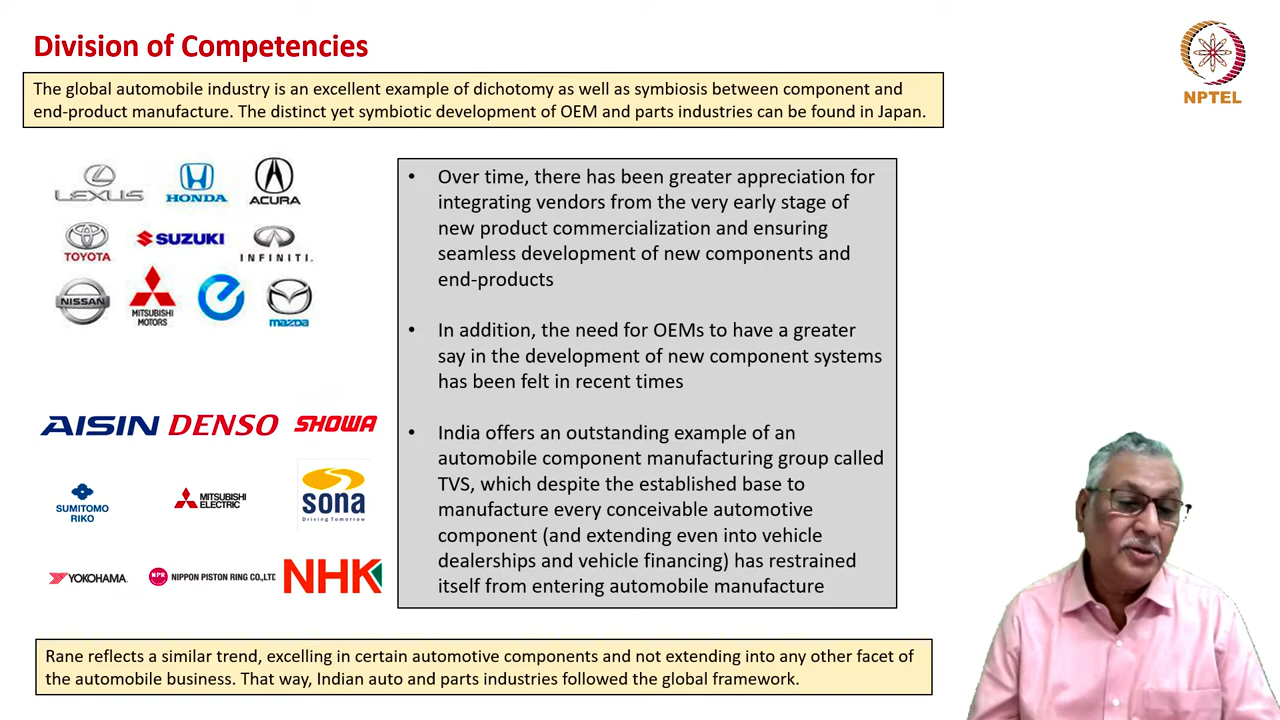 Division of Competencies
NPTEL
The global automobile industry is an excellent example of dichotomy as well as symbiosis between component and
end-product manufacture. The distinct yet symbiotic development of OEM and parts industries can be found in Japan.
LEXUS
HONDA
ACURA
TOYOTA
SUZUKI
INFINITI
NISSAN
MITSUBISHI
MOTORS
mazda
AISIN
DENSO
SHOWA
SUMITOMO
RIKO
MITSUBISHI
ELECTRIC
sona
Driving Tomorrow
YOKOHAMA
NPR
NIPPON PISTON RING CO.,LTD
NHK
• Over time, there has been greater appreciation for
integrating vendors from the very early stage of
new product commercialization and ensuring
seamless development of new components and
end-products
• In addition, the need for OEMs to have a greater
say in the development of new component systems
has been felt in recent times
• India offers an outstanding example of an
automobile component manufacturing group called
TVS, which despite the established base to
manufacture every conceivable automotive
component (and extending even into vehicle
dealerships and vehicle financing) has restrained
itself from entering automobile manufacture
Rane reflects a similar trend, excelling in certain automotive components and not extending into any other facet of
the automobile business. That way, Indian auto and parts industries followed the global framework.